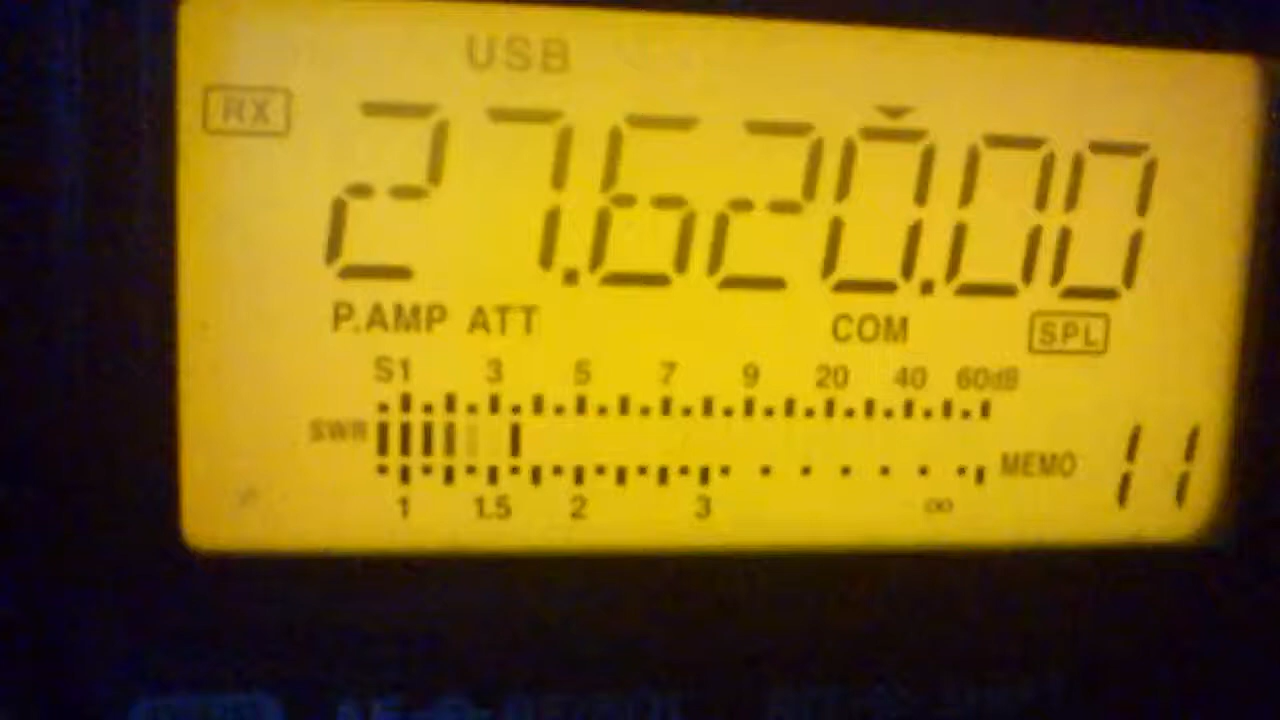 USB
RX
27.620.00
P.AMP ATT COM SPL
S1 3 5 7 9 20 40 60dB
SWR
MEMO 11
1 1.5 2 3 ∞